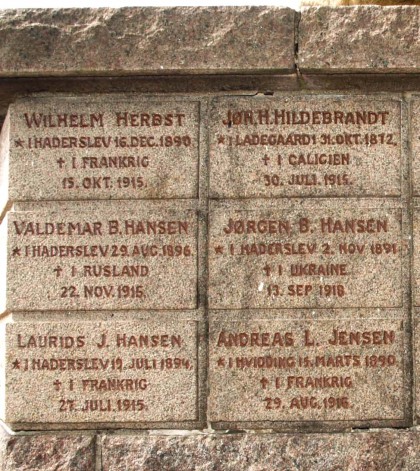 WILHELM HERBST
* I HADERSLEV 16. DEC. 1890
† I FRANKRIG
15. OKT. 1915.
JØH. H. HILDEBRANDT
* I LADEGAARD I 31. OKT. 1872.
† I GALIGIEN
30. JULI. 1915.
VALDEMAR B. HANSEN
* I HADERSLEV 29. AUG. 1896.
† I RUSLAND
22. NOV. 1915.
JØRGEN B. HANSEN
* I HADERSLEV 2. NOV 1891
† I UKRAINE
13. SEP 1918
LAURIDS J. HANSEN
* I HADERSLEV 19. JULI 1894.
† I FRANKRIG
27. JULI. 1915.
ANDREAS L. JENSEN
* I HVIDDING 15. MARTS 1890.
† I FRANKRIG
29. AUG. 1916